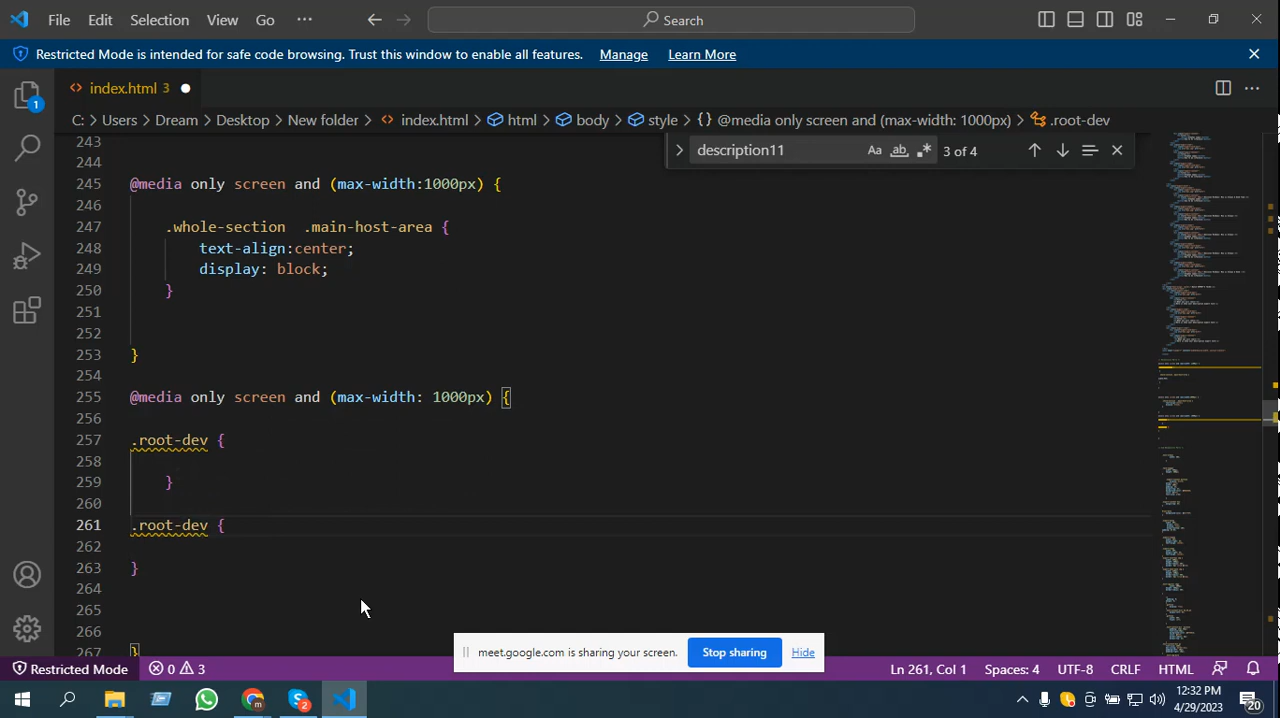 File Edit Selection View Go ··· Search
Restricted Mode is intended for safe code browsing. Trust this window to enable all features. Manage Learn More
index.html 3
C: > Users > Dream > Desktop > New folder > index.html > html > body > style > {} @media only screen and (max-width: 1000px) > .root-dev
description11 Aa ab 3 of 4
243
244
245 @media only screen and (max-width:1000px) {
246
247 .whole-section .main-host-area {
248 text-align:center;
249 display: block;
250 }
251
252
253 }
254
255 @media only screen and (max-width: 1000px) {
256
257 .root-dev {
258
259 }
260
261 .root-dev {
262
263 }
264
265
266
267 }
1
meet.google.com is sharing your screen. Stop sharing Hide
Restricted Mode 0 3 Ln 261, Col 1 Spaces: 4 UTF-8 CRLF HTML
12:32 PM
4/29/2023
m 2 20